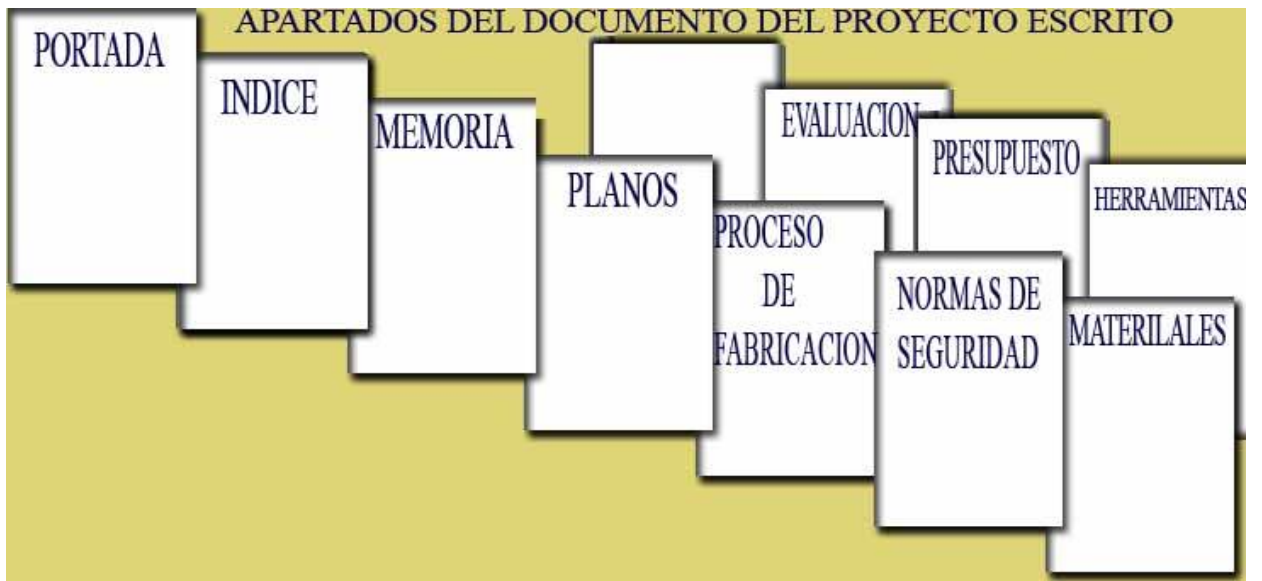 APARTADOS DEL DOCUMENTO DEL PROYECTO ESCRITO
PORTADA
INDICE
MEMORIA
PLANOS
PROCESO
DE
FABRICACION
NORMAS DE
SEGURIDAD
MATERILALES
HERRAMIENTAS
PRESUPUESTO
EVALUACION